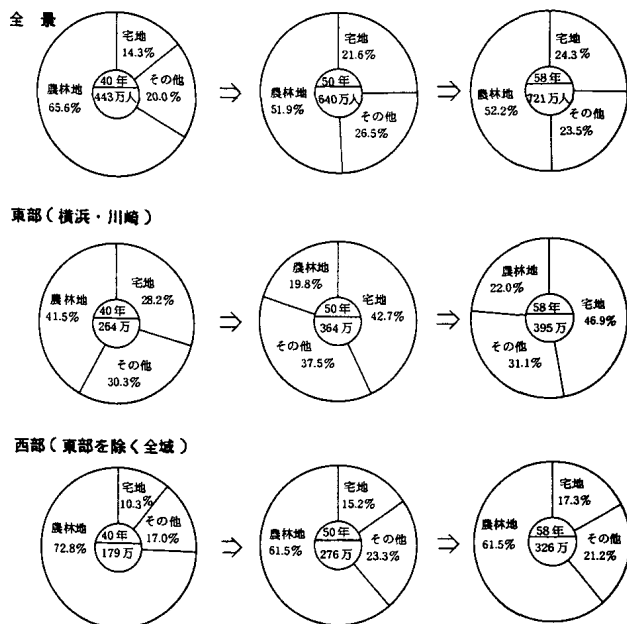 全景
宅地
14.3%
農林地
65.6%
その他
20.0%
40年
443万人
⇒
宅地
21.6%
農林地
51.9%
その他
26.5%
50年
640万人
⇒
宅地
24.3%
農林地
52.2%
その他
23.5%
58年
721万人
東部(横浜・川崎)
農林地
41.5%
宅地
28.2%
その他
30.3%
40年
264万
⇒
農林地
19.8%
宅地
42.7%
その他
37.5%
50年
364万
⇒
農林地
22.0%
宅地
46.9%
その他
31.1%
58年
395万
西部(東部を除く全域)
宅地
10.3%
農林地
72.8%
その他
17.0%
40年
179万
⇒
宅地
15.2%
農林地
61.5%
その他
23.3%
50年
276万
⇒
宅地
17.3%
農林地
61.5%
その他
21.2%
58年
326万